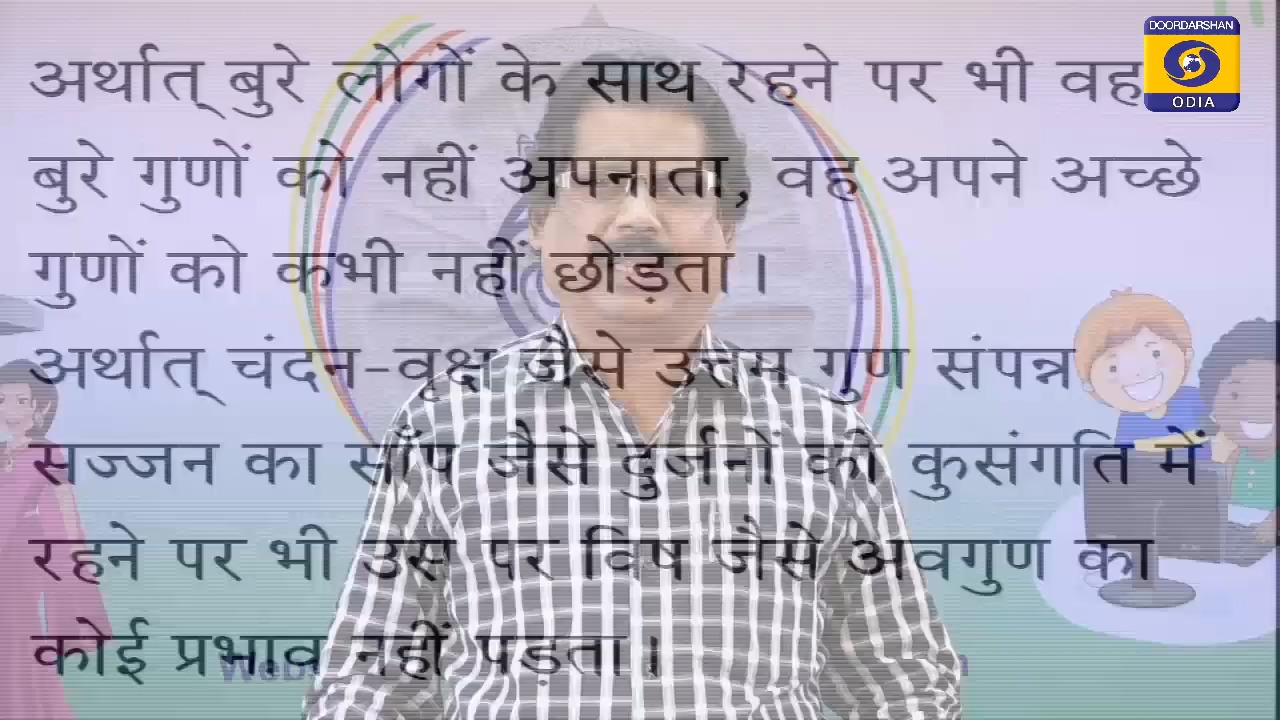 DOORDARSHAN
ODIA
अर्थात् बुरे लोगों के साथ रहने पर भी वह
बुरे गुणों को नहीं अपनाता, वह अपने अच्छे
गुणों को कभी नहीं छोड़ता।
अर्थात् चंदन-वृक्ष जैसे उत्तम गुण संपन्न
सज्जन का साँप जैसे दुर्जनों की कुसंगति में
रहने पर भी उस पर विष जैसे अवगुण का
कोई प्रभाव नहीं पड़ता।